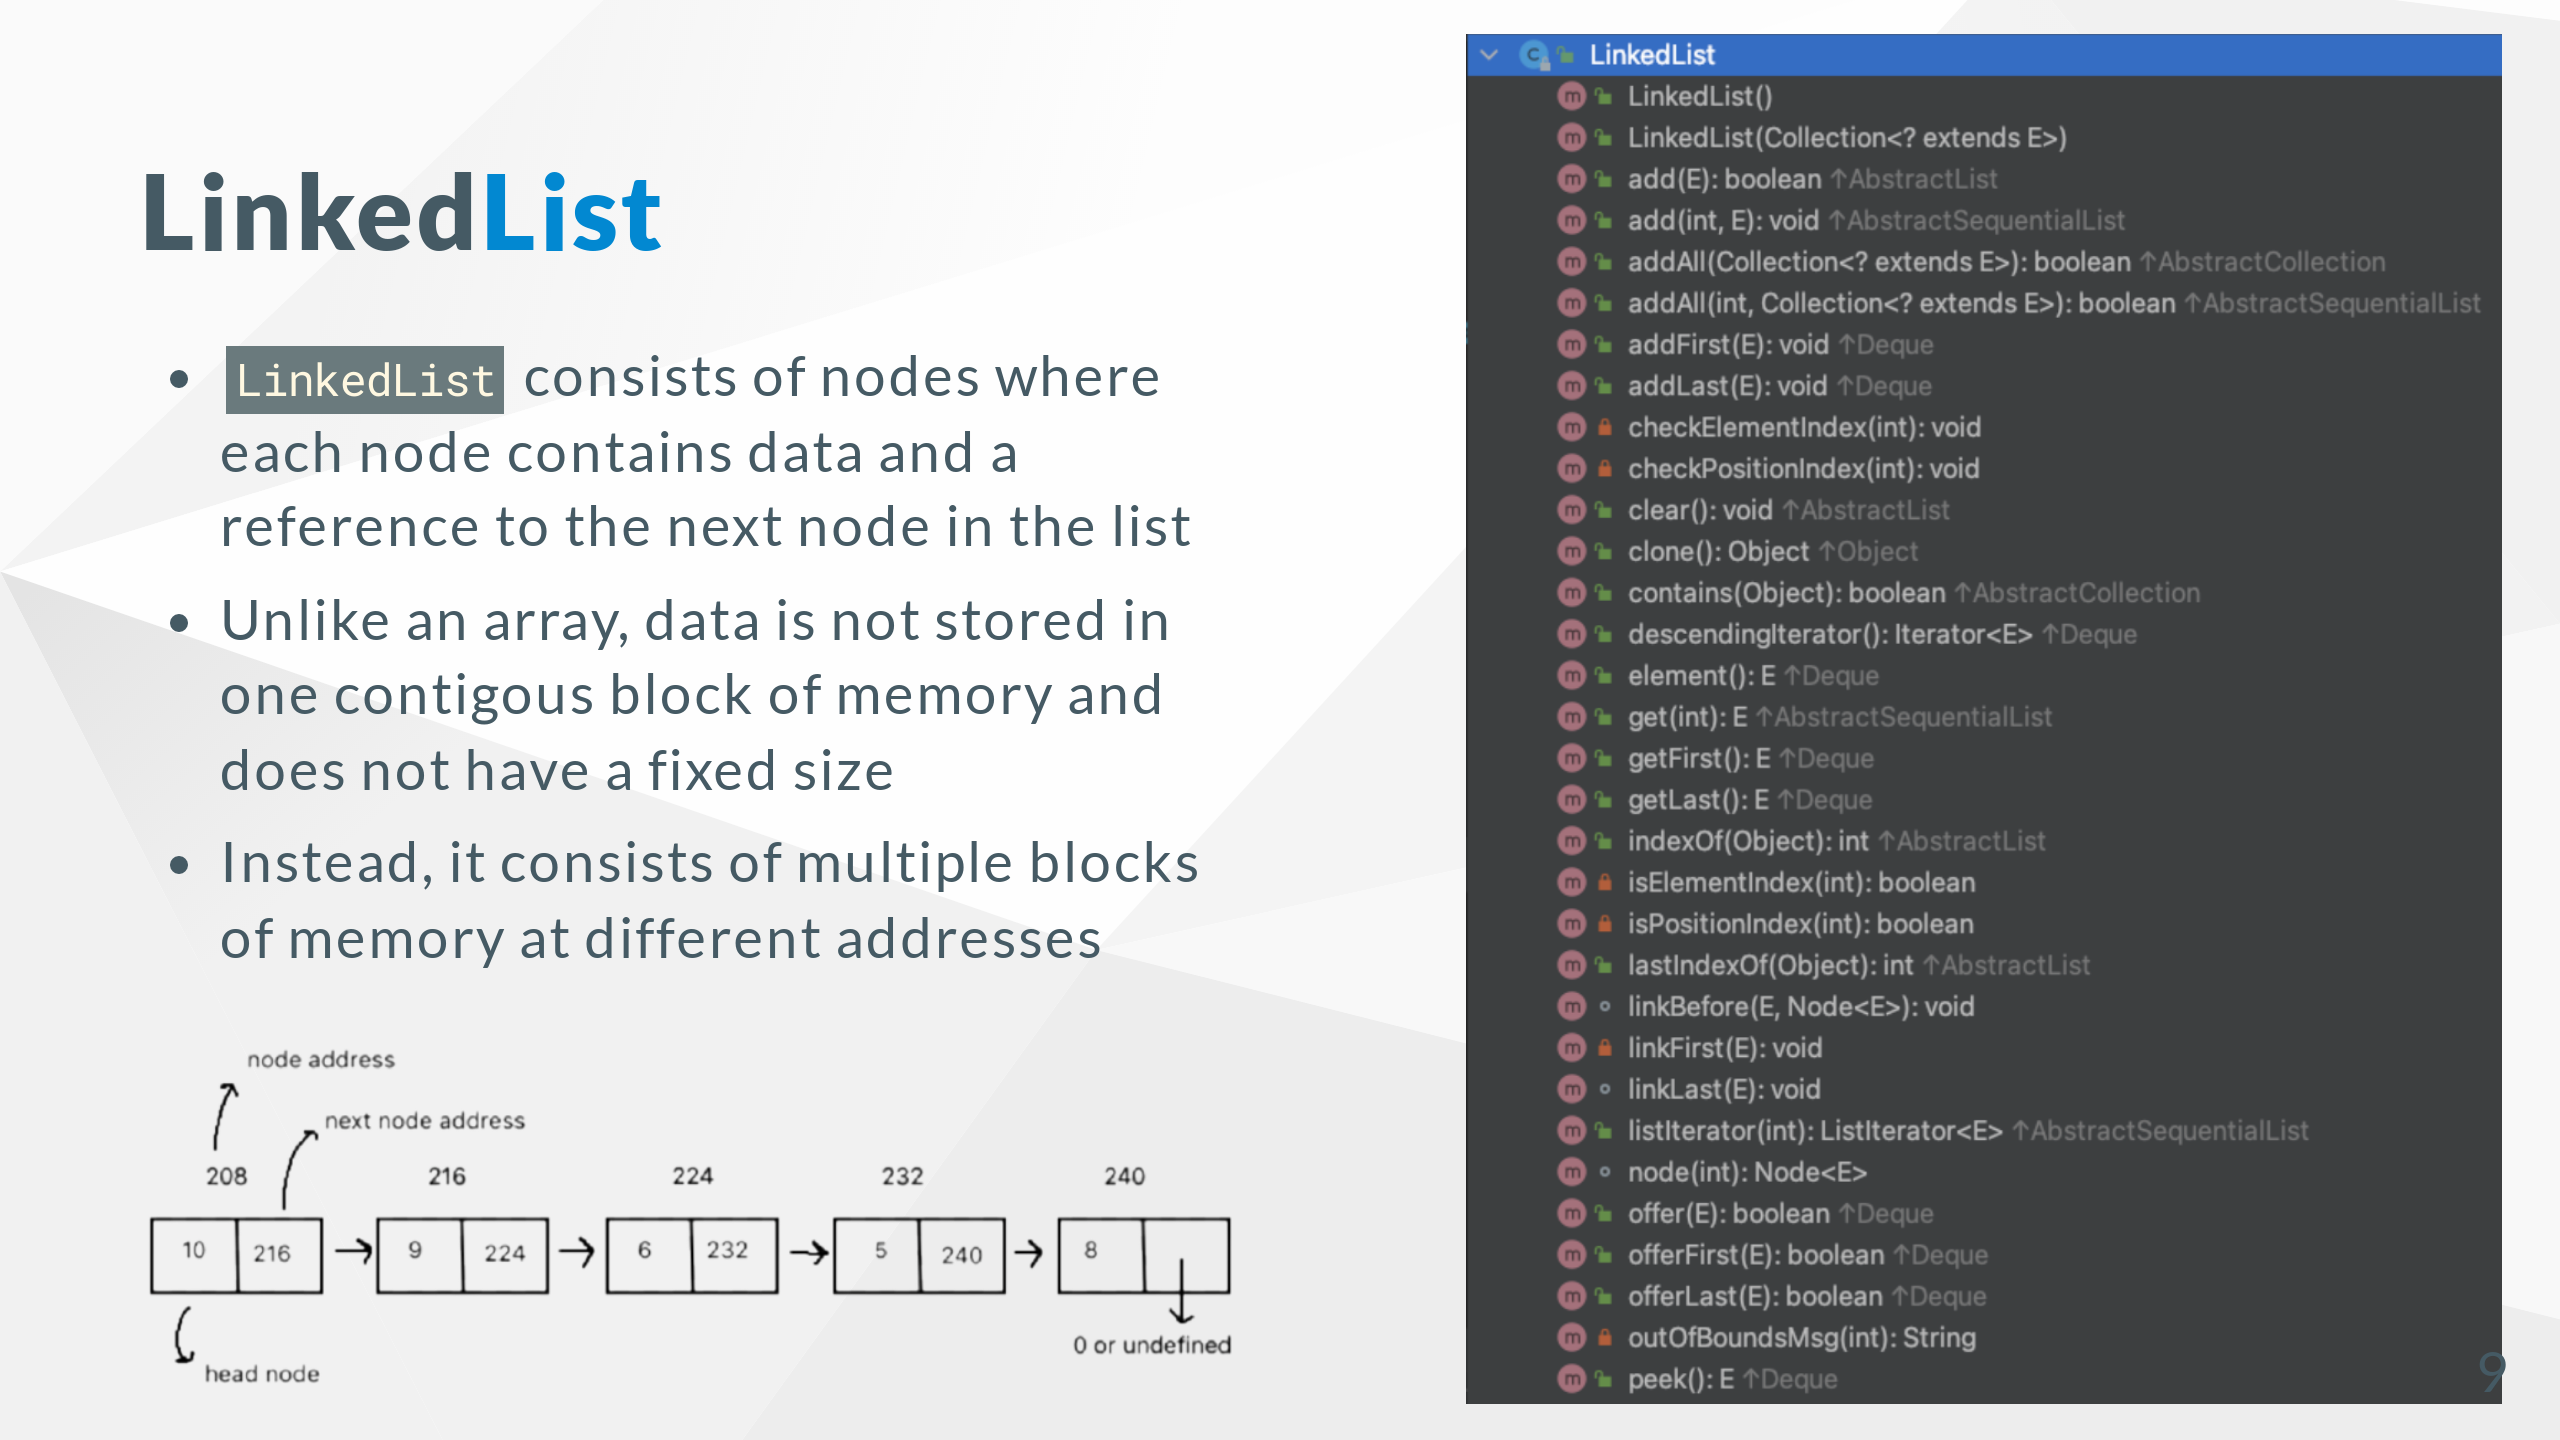 LinkedList
• LinkedList consists of nodes where
each node contains data and a
reference to the next node in the list
• Unlike an array, data is not stored in
one contigous block of memory and
does not have a fixed size
• Instead, it consists of multiple blocks
of memory at different addresses
node address
next node address
208 216 224 232 240
10 216 9 224 6 232 5 240 8
0 or undefined
head node
LinkedList
LinkedList()
LinkedList(Collection<? extends E>)
add(E): boolean ↑AbstractList
add(int, E): void ↑AbstractSequentialList
addAll(Collection<? extends E>): boolean ↑AbstractCollection
addAll(int, Collection<? extends E>): boolean ↑AbstractSequentialList
addFirst(E): void ↑Deque
addLast(E): void ↑Deque
checkElementIndex(int): void
checkPositionIndex(int): void
clear(): void ↑AbstractList
clone(): Object ↑Object
contains(Object): boolean ↑AbstractCollection
descendingIterator(): Iterator<E> ↑Deque
element(): E ↑Deque
get(int): E ↑AbstractSequentialList
getFirst(): E ↑Deque
getLast(): E ↑Deque
indexOf(Object): int ↑AbstractList
isElementIndex(int): boolean
isPositionIndex(int): boolean
lastIndexOf(Object): int ↑AbstractList
linkBefore(E, Node<E>): void
linkFirst(E): void
linkLast(E): void
listIterator(int): ListIterator<E> ↑AbstractSequentialList
node(int): Node<E>
offer(E): boolean ↑Deque
offerFirst(E): boolean ↑Deque
offerLast(E): boolean ↑Deque
outOfBoundsMsg(int): String
peek(): E ↑Deque
9